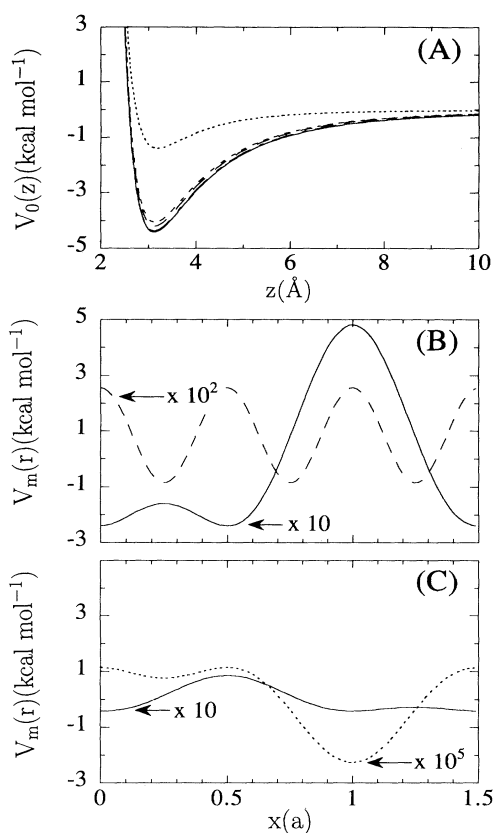 3
(A)
1
-1
-3
-5
V₀(z)(kcal mol⁻¹)
2 4 6 8 10
z(Å)
5
(B)
3
x 10²
1
-1
x 10
-3
Vₘ(r)(kcal mol⁻¹)
5
(C)
3
1
-1
x 10
x 10⁵
-3
Vₘ(r)(kcal mol⁻¹)
0 0.5 1 1.5
x(a)